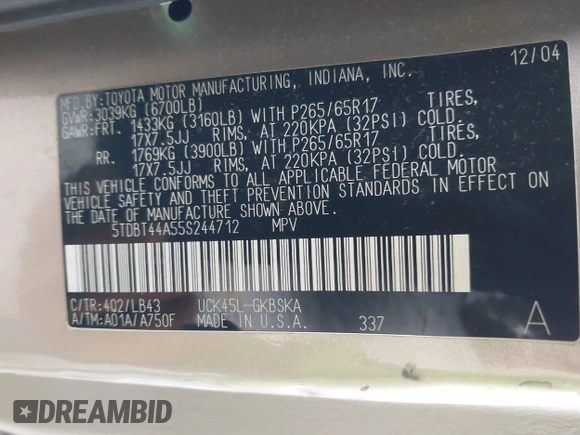 MFD.BY:TOYOTA MOTOR MANUFACTURING, INDIANA, INC. 12/04
GVWR:3039KG (6700LB)
GAWR:FRT. 1433KG (3160LB) WITH P265/65R17 TIRES,
17X7.5JJ RIMS, AT 220KPA (32PSI) COLD.
RR. 1769KG (3900LB) WITH P265/65R17 TIRES,
17X7.5JJ RIMS, AT 220KPA (32PSI) COLD.
THIS VEHICLE CONFORMS TO ALL APPLICABLE FEDERAL MOTOR
VEHICLE SAFETY AND THEFT PREVENTION STANDARDS IN EFFECT ON
THE DATE OF MANUFACTURE SHOWN ABOVE.
5TDBT44A55S244712 MPV
C/TR:4Q2/LB43 UCK45L-GKBSKA
A/TM:A01A/A750F MADE IN U.S.A. 337 A
DREAMBID